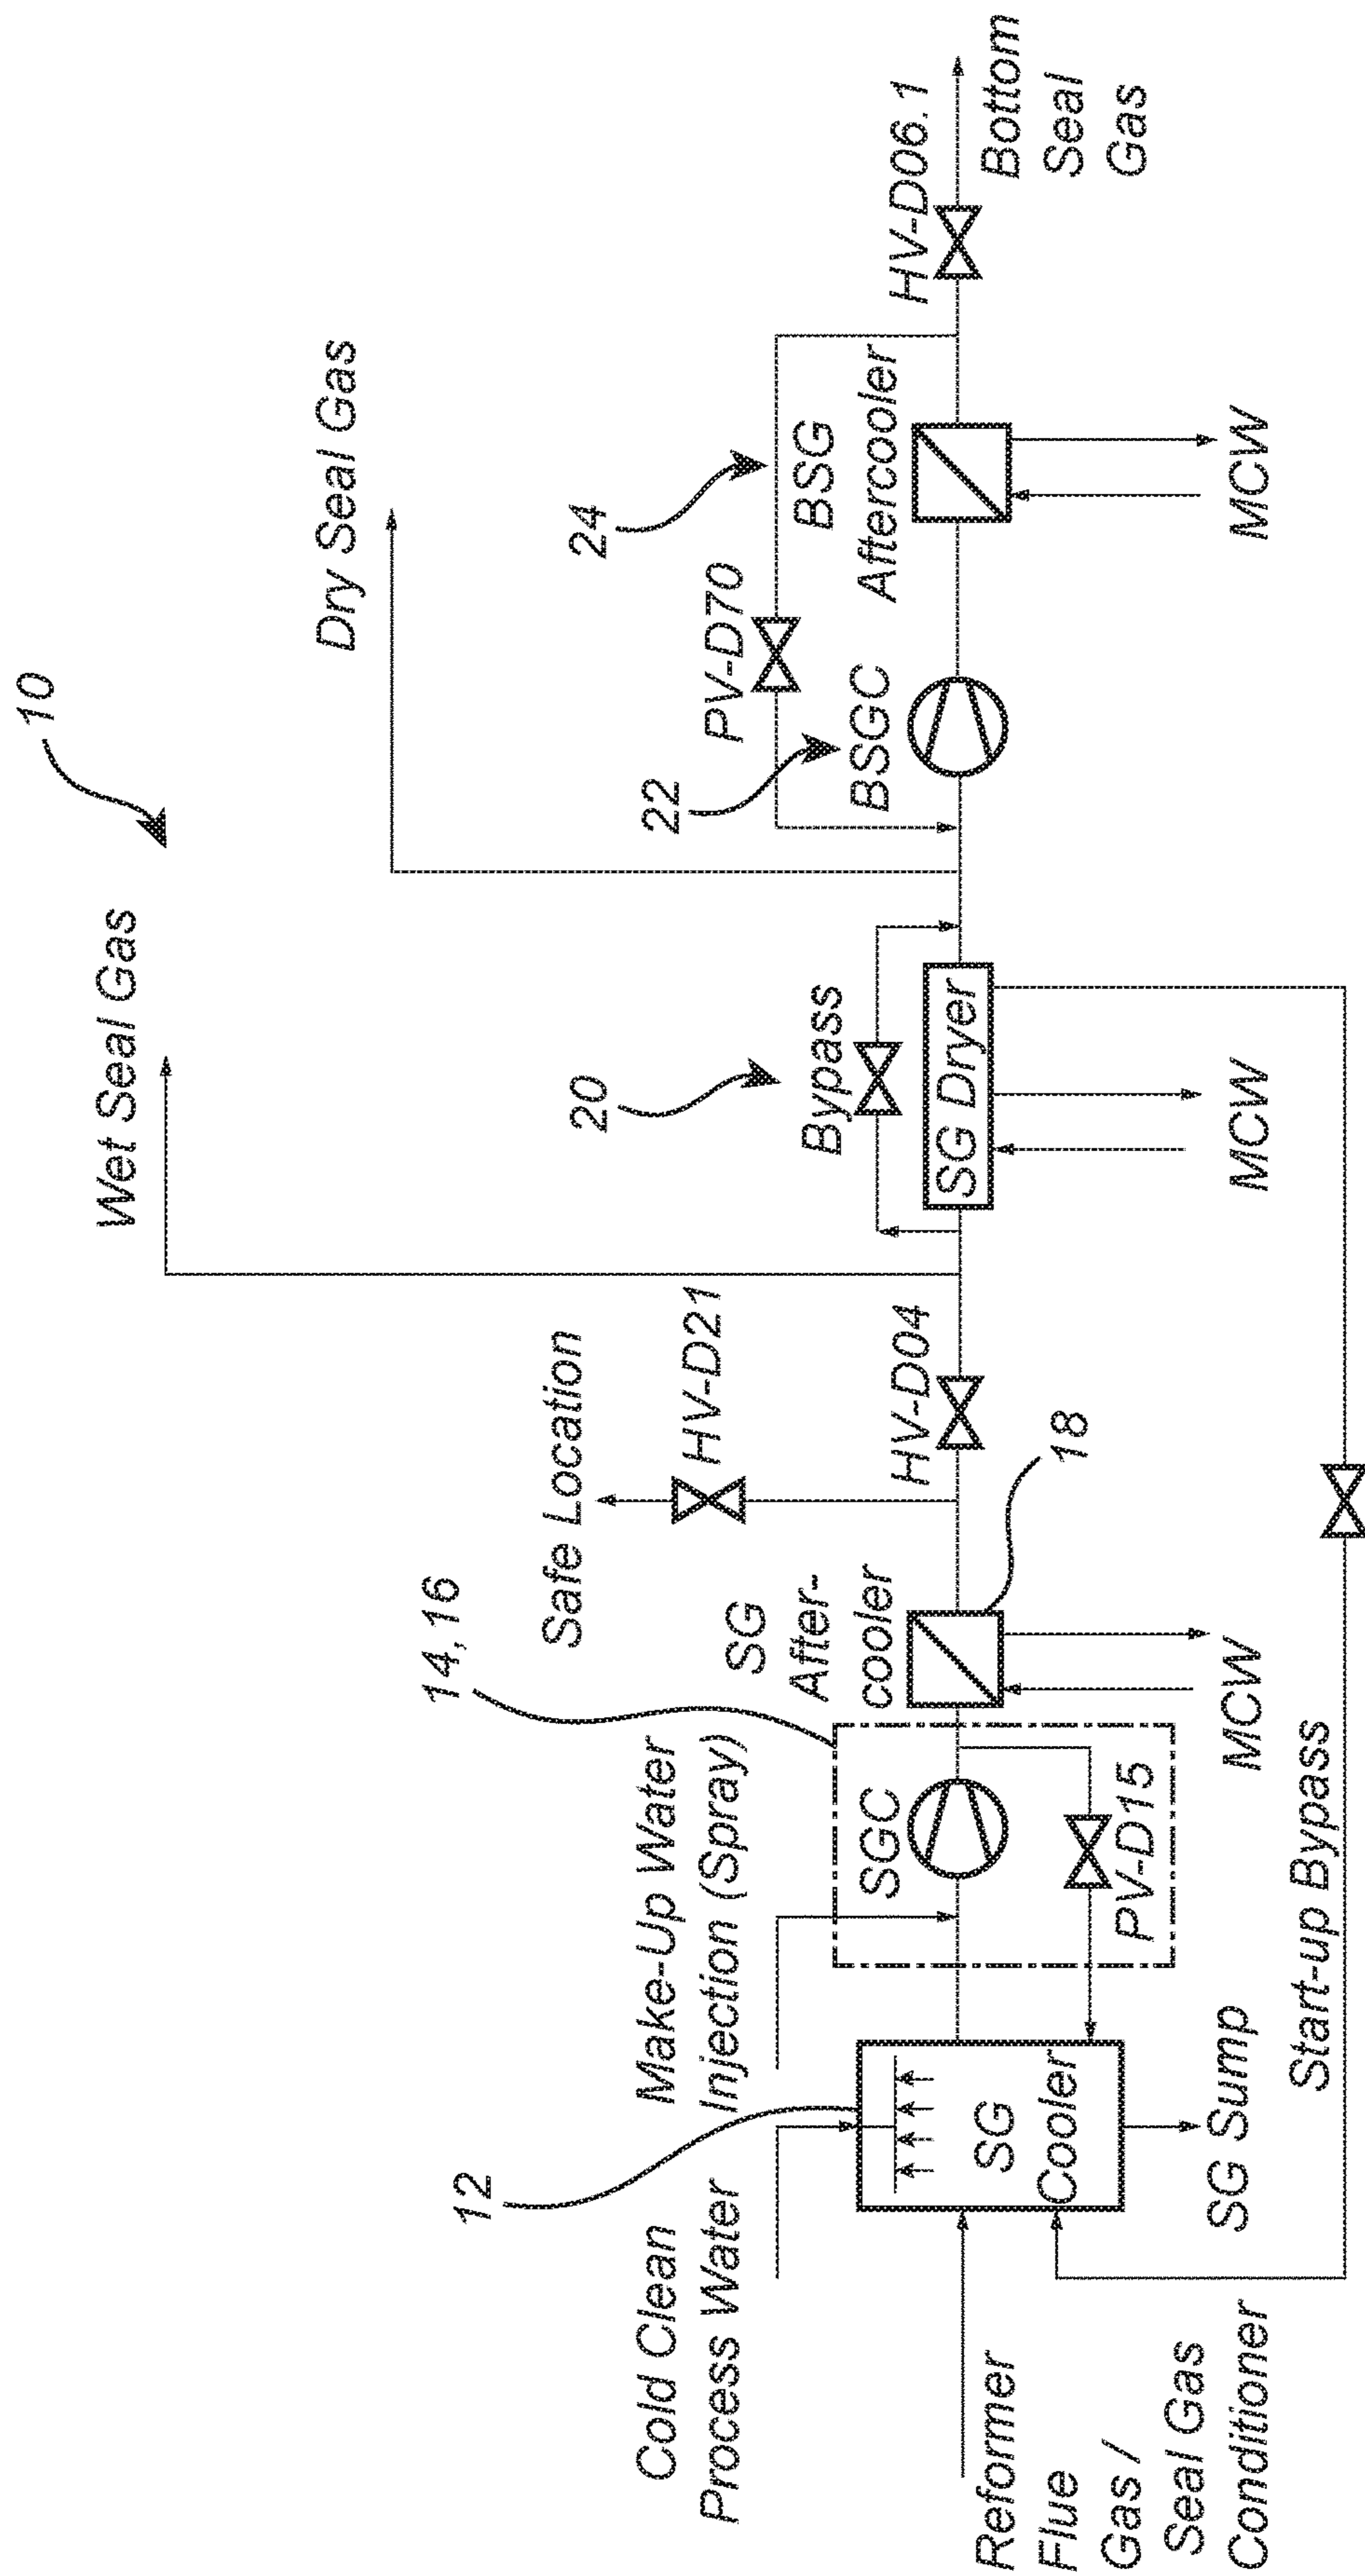 10
Wet Seal Gas
Dry Seal Gas
Safe Location
HV-D21
14,16
12
20
22
24
Cold Clean
Process Water
Make-Up Water
Injection (Spray)
SG
After-
cooler
SGC
PV-D15
HV-D04
18
Bypass
SG Dryer
PV-D70
BSGC
BSG
Aftercooler
HV-D06.1
Bottom
Seal
Gas
SG
Cooler
Reformer
Flue
Gas /
Seal Gas
Conditioner
SG Sump
MCW
MCW
MCW
Start-up Bypass